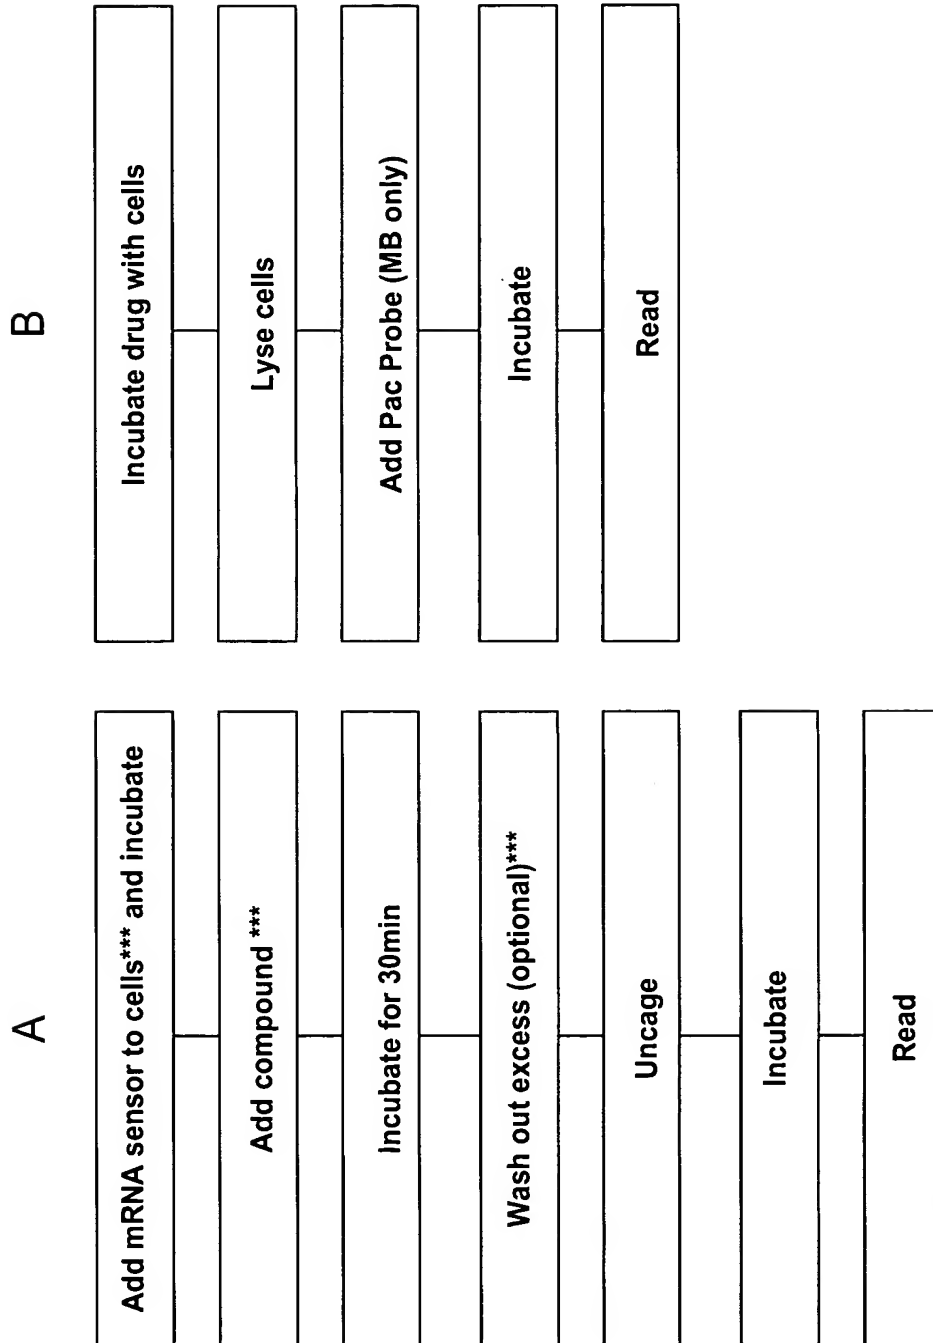 A
Add mRNA sensor to cells*** and incubate
Add compound ***
Incubate for 30min
Wash out excess (optional)***
Uncage
Incubate
Read
B
Incubate drug with cells
Lyse cells
Add Pac Probe (MB only)
Incubate
Read